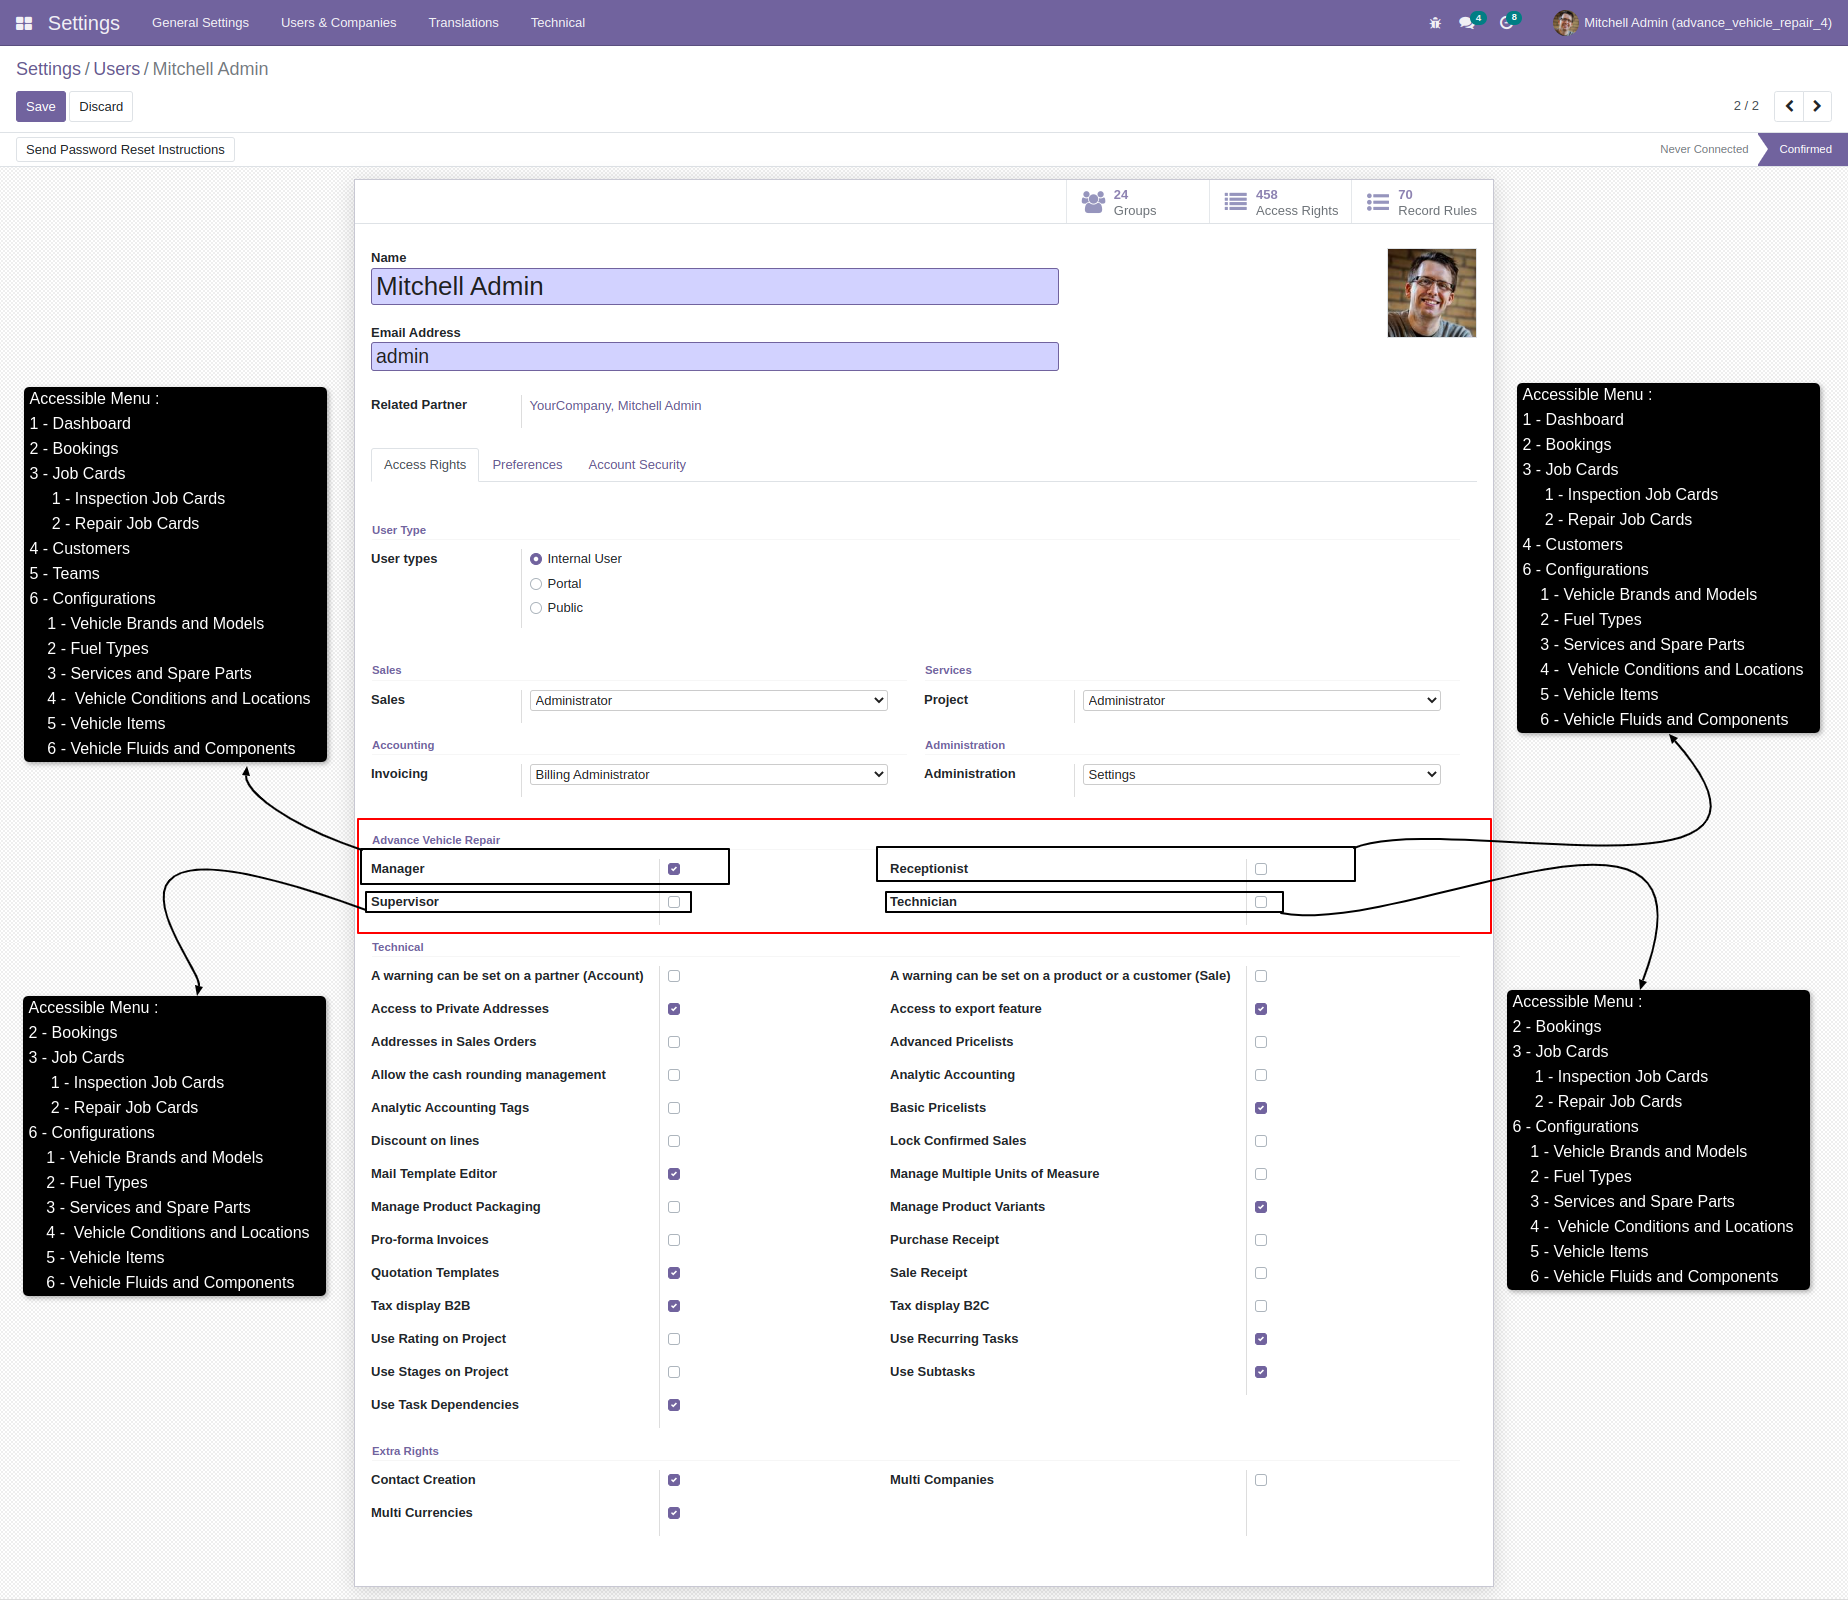 Settings General Settings Users & Companies Translations Technical 4 8 Mitchell Admin (advance_vehicle_repair_4)
Settings / Users / Mitchell Admin
Save Discard 2 / 2
Send Password Reset Instructions Never Connected Confirmed
24 Groups 458 Access Rights 70 Record Rules
Name
Mitchell Admin
Email Address
admin
Related Partner YourCompany, Mitchell Admin
Access Rights Preferences Account Security
User Type
User types Internal User
Portal
Public
Sales Services
Sales Administrator Project Administrator
Accounting Administration
Invoicing Billing Administrator Administration Settings
Advance Vehicle Repair
Manager Receptionist
Supervisor Technician
Technical
A warning can be set on a partner (Account) A warning can be set on a product or a customer (Sale)
Access to Private Addresses Access to export feature
Addresses in Sales Orders Advanced Pricelists
Allow the cash rounding management Analytic Accounting
Analytic Accounting Tags Basic Pricelists
Discount on lines Lock Confirmed Sales
Mail Template Editor Manage Multiple Units of Measure
Manage Product Packaging Manage Product Variants
Pro-forma Invoices Purchase Receipt
Quotation Templates Sale Receipt
Tax display B2B Tax display B2C
Use Rating on Project Use Recurring Tasks
Use Stages on Project Use Subtasks
Use Task Dependencies
Extra Rights
Contact Creation Multi Companies
Multi Currencies
Accessible Menu :
1 - Dashboard
2 - Bookings
3 - Job Cards
1 - Inspection Job Cards
2 - Repair Job Cards
4 - Customers
5 - Teams
6 - Configurations
1 - Vehicle Brands and Models
2 - Fuel Types
3 - Services and Spare Parts
4 - Vehicle Conditions and Locations
5 - Vehicle Items
6 - Vehicle Fluids and Components
Accessible Menu :
1 - Dashboard
2 - Bookings
3 - Job Cards
1 - Inspection Job Cards
2 - Repair Job Cards
4 - Customers
6 - Configurations
1 - Vehicle Brands and Models
2 - Fuel Types
3 - Services and Spare Parts
4 - Vehicle Conditions and Locations
5 - Vehicle Items
6 - Vehicle Fluids and Components
Accessible Menu :
2 - Bookings
3 - Job Cards
1 - Inspection Job Cards
2 - Repair Job Cards
6 - Configurations
1 - Vehicle Brands and Models
2 - Fuel Types
3 - Services and Spare Parts
4 - Vehicle Conditions and Locations
5 - Vehicle Items
6 - Vehicle Fluids and Components
Accessible Menu :
2 - Bookings
3 - Job Cards
1 - Inspection Job Cards
2 - Repair Job Cards
6 - Configurations
1 - Vehicle Brands and Models
2 - Fuel Types
3 - Services and Spare Parts
4 - Vehicle Conditions and Locations
5 - Vehicle Items
6 - Vehicle Fluids and Components